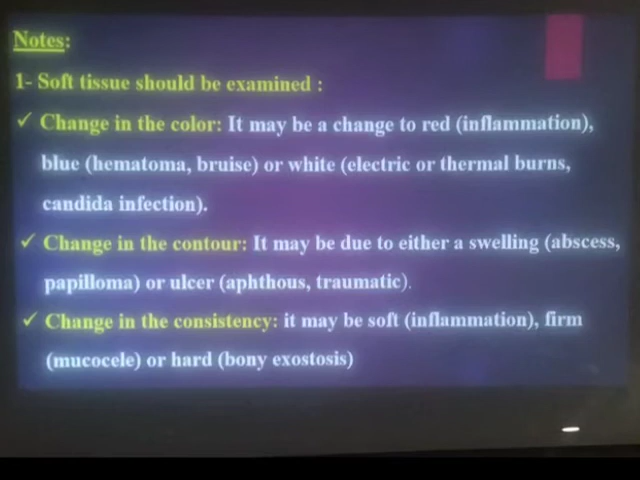 Notes:
1- Soft tissue should be examined :
✓ Change in the color: It may be a change to red (inflammation),
blue (hematoma, bruise) or white (electric or thermal burns,
candida infection).
✓ Change in the contour: It may be due to either a swelling (abscess,
papilloma) or ulcer (aphthous, traumatic).
✓ Change in the consistency: it may be soft (inflammation), firm
(mucocele) or hard (bony exostosis)